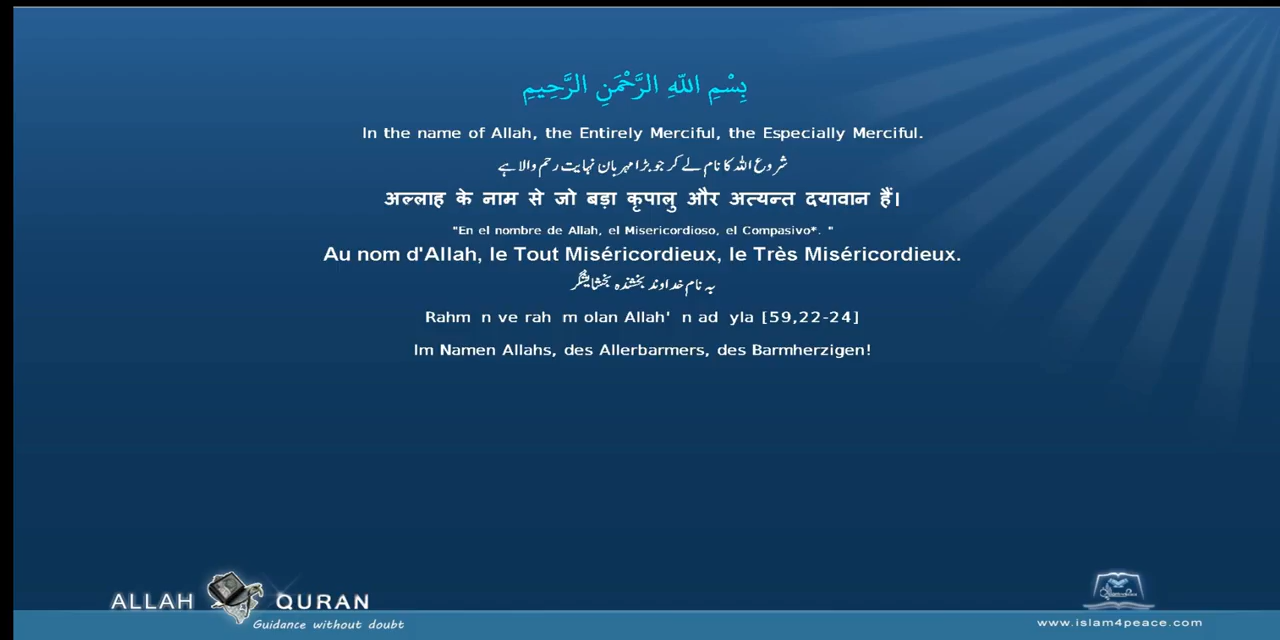 بِسْمِ اللَّهِ الرَّحْمَنِ الرَّحِيمِ
In the name of Allah, the Entirely Merciful, the Especially Merciful.
شروع الله کا نام لے کر جو بڑا مہربان نہایت رحم والا ہے
अल्लाह के नाम से जो बड़ा कृपालु और अत्यन्त दयावान हैं।
"En el nombre de Allah, el Misericordioso, el Compasivo*. "
Au nom d'Allah, le Tout Miséricordieux, le Très Miséricordieux.
به نام خداوند بخشنده بخشایشگر
Rahm n ve rah m olan Allah' n ad yla [59,22-24]
Im Namen Allahs, des Allerbarmers, des Barmherzigen!
ALLAH QURAN
Guidance without doubt
www.islam4peace.com